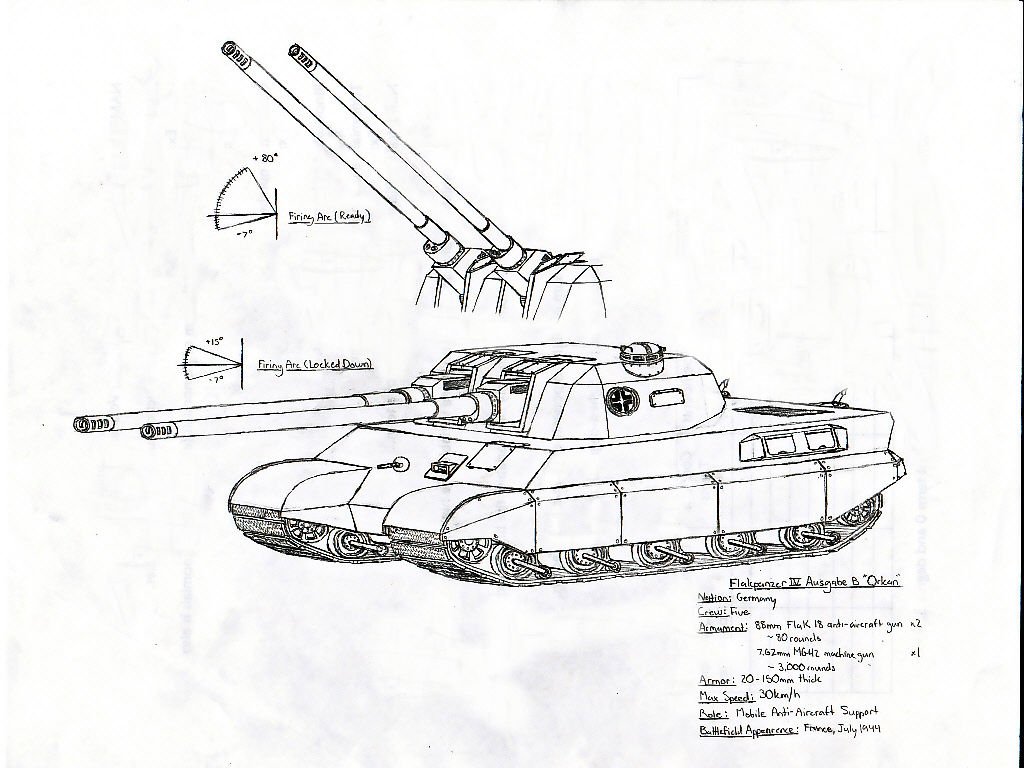 +80°
Firing Arc (Ready)
-7°
+15°
Firing Arc (Locked Down)
-7°
Flakpanzer IV Ausgabe B "Orkan"
Nation: Germany
Crew: Five
Armament: 88mm FlaK 18 anti-aircraft gun x2
~80 rounds
7.62mm MG42 machine gun x1
~3,000 rounds
Armor: 20-150mm thick
Max Speed: 30km/h
Role: Mobile Anti-Aircraft Support
Battlefield Appearence: France, July 1944